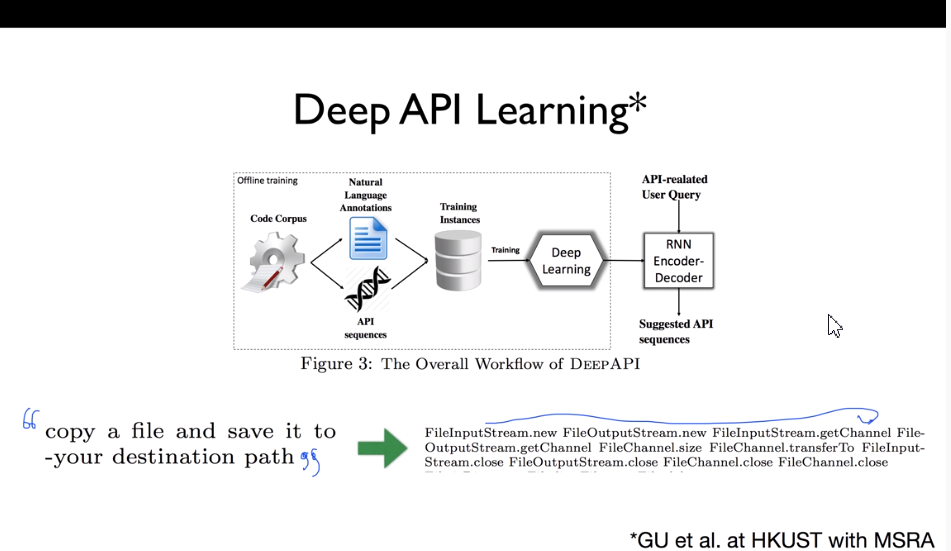 Deep API Learning*
Offline training
Natural
Language
Annotations
Code Corpus
API
sequences
Training
Instances
Training
Deep
Learning
API-realated
User Query
RNN
Encoder-
Decoder
Suggested API
sequences
Figure 3: The Overall Workflow of DEEPAPI
“copy a file and save it to
-your destination path”
FileInputStream.new FileOutputStream.new FileInputStream.getChannel File-
OutputStream.getChannel FileChannel.size FileChannel.transferTo FileInput-
Stream.close FileOutputStream.close FileChannel.close FileChannel.close
*GU et al. at HKUST with MSRA